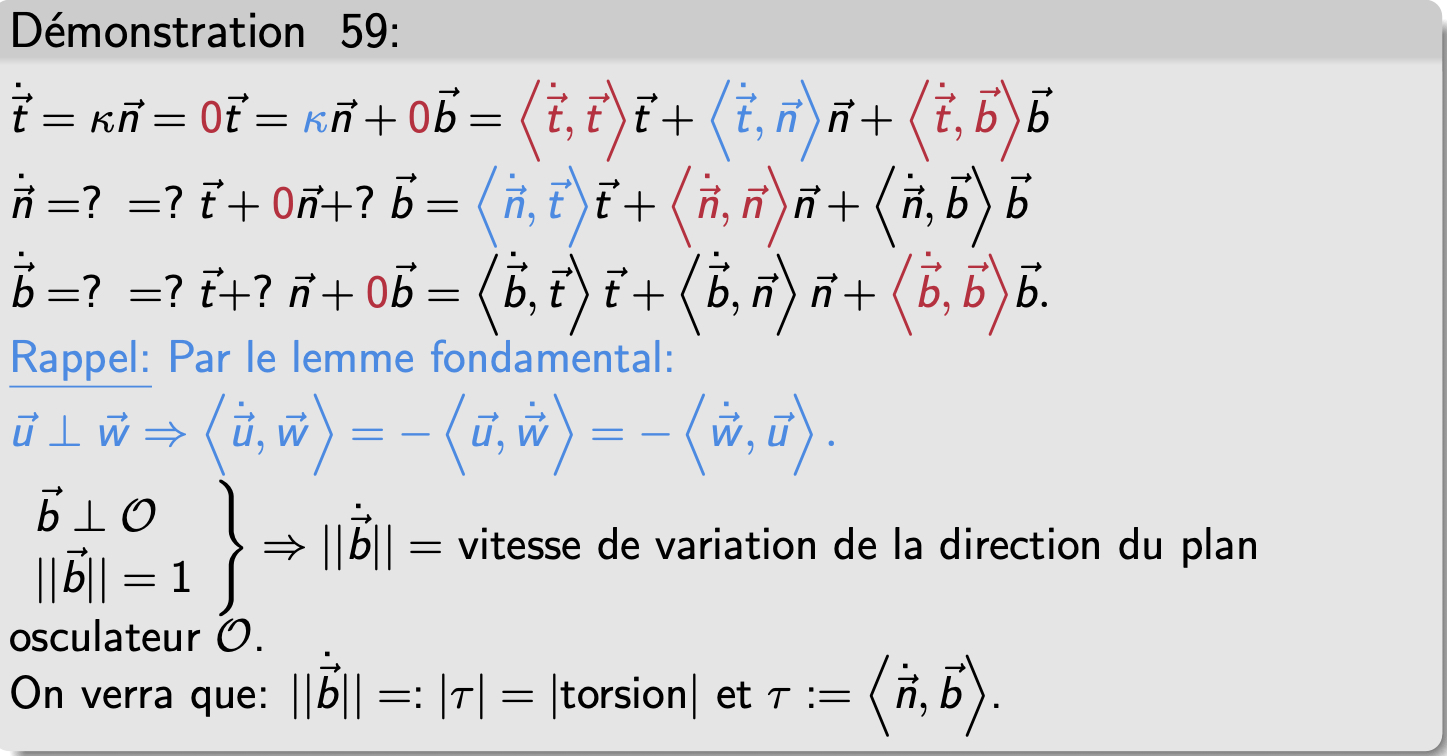 Démonstration 59:
$\dot{\vec{t}} = \kappa\vec{n} = 0\vec{t} = \kappa\vec{n} + 0\vec{b} = \left\langle \dot{\vec{t}}, \vec{t} \right\rangle \vec{t} + \left\langle \dot{\vec{t}}, \vec{n} \right\rangle \vec{n} + \left\langle \dot{\vec{t}}, \vec{b} \right\rangle \vec{b}$
$\dot{\vec{n}} =? \ =? \ \vec{t} + 0\vec{n} +? \ \vec{b} = \left\langle \dot{\vec{n}}, \vec{t} \right\rangle \vec{t} + \left\langle \dot{\vec{n}}, \vec{n} \right\rangle \vec{n} + \left\langle \dot{\vec{n}}, \vec{b} \right\rangle \vec{b}$
$\dot{\vec{b}} =? \ =? \ \vec{t} +? \ \vec{n} + 0\vec{b} = \left\langle \dot{\vec{b}}, \vec{t} \right\rangle \vec{t} + \left\langle \dot{\vec{b}}, \vec{n} \right\rangle \vec{n} + \left\langle \dot{\vec{b}}, \vec{b} \right\rangle \vec{b}.$
Rappel: Par le lemme fondamental:
$\vec{u} \perp \vec{w} \Rightarrow \left\langle \dot{\vec{u}}, \vec{w} \right\rangle = -\left\langle \vec{u}, \dot{\vec{w}} \right\rangle = -\left\langle \dot{\vec{w}}, \vec{u} \right\rangle.$
$\left. \begin{array}{l} \vec{b} \perp \mathcal{O} \\ ||\vec{b}|| = 1 \end{array} \right\} \Rightarrow ||\dot{\vec{b}}|| =$ vitesse de variation de la direction du plan
osculateur $\mathcal{O}$.
On verra que: $||\dot{\vec{b}}|| =: |\tau| = |\text{torsion}|$ et $\tau := \left\langle \dot{\vec{n}}, \vec{b} \right\rangle.$